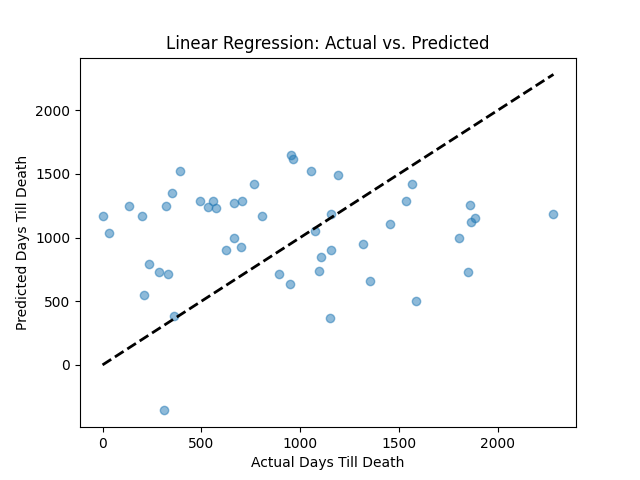 Linear Regression: Actual vs. Predicted
Predicted Days Till Death
2000
1500
1000
500
0
0 500 1000 1500 2000
Actual Days Till Death